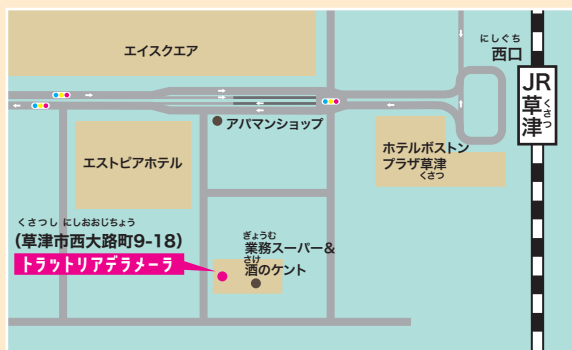 エイスクエア
にしぐち
西口
JR
草津
くさつ
アパマンショップ
エストピアホテル
ホテルボストン
プラザ草津
くさつ
くさつし にしおおじちょう
(草津市西大路町9-18)
トラットリアデラメーラ
ぎょうむ
業務スーパー&
さけ
酒のケント